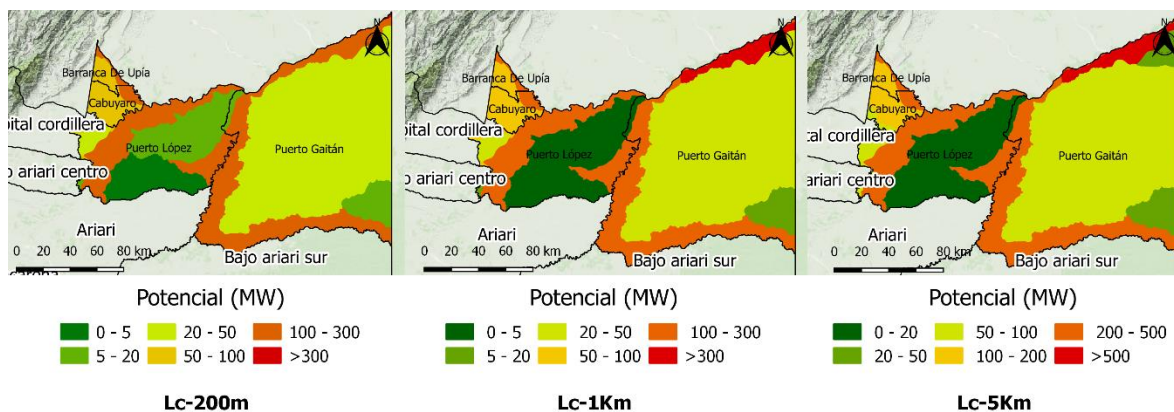 N
Barranca De Upía
Cabuyaro
pital cordillera
Puerto López
Puerto Gaitán
o ariari centro
Ariari
Bajo ariari sur
0 20 40 60 80 km
Potencial (MW)
0 - 5 20 - 50 100 - 300
5 - 20 50 - 100 >300
Lc-200m
N
Barranca De Upía
Cabuyaro
pital cordillera
Puerto López
Puerto Gaitán
o ariari centro
Ariari
Bajo ariari sur
0 20 40 60 80 km
Potencial (MW)
0 - 5 20 - 50 100 - 300
5 - 20 50 - 100 >300
Lc-1Km
N
Barranca De Upía
Cabuyaro
pital cordillera
Puerto López
Puerto Gaitán
ariari centro
Ariari
Bajo ariari sur
0 20 40 60 80 km
Potencial (MW)
0 - 20 50 - 100 200 - 500
20 - 50 100 - 200 >500
Lc-5Km